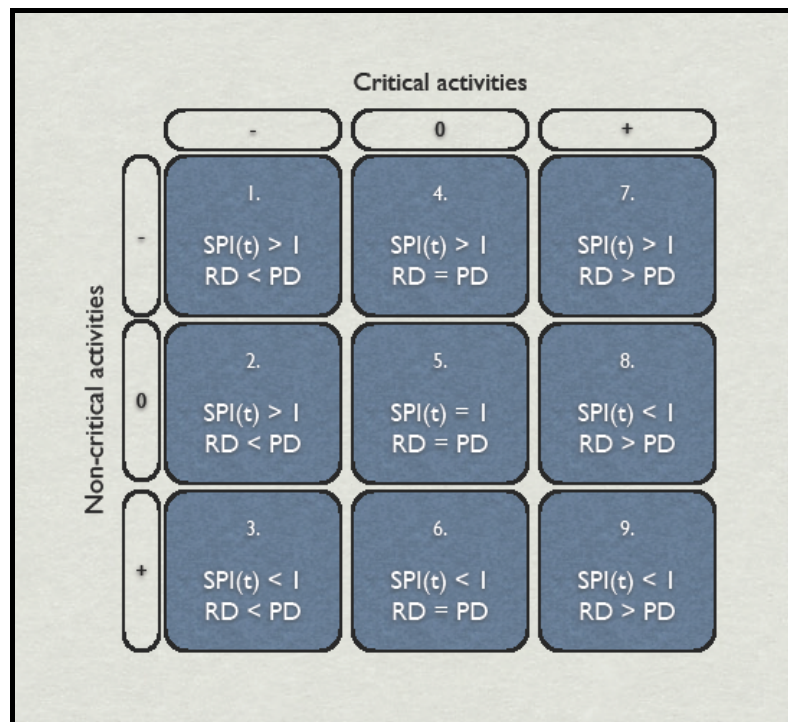 Critical activities
- 0 +
Non-critical activities
-
1. 4. 7.
SPI(t) > 1 SPI(t) > 1 SPI(t) > 1
RD < PD RD = PD RD > PD
0
2. 5. 8.
SPI(t) > 1 SPI(t) = 1 SPI(t) < 1
RD < PD RD = PD RD > PD
+
3. 6. 9.
SPI(t) < 1 SPI(t) < 1 SPI(t) < 1
RD < PD RD = PD RD > PD